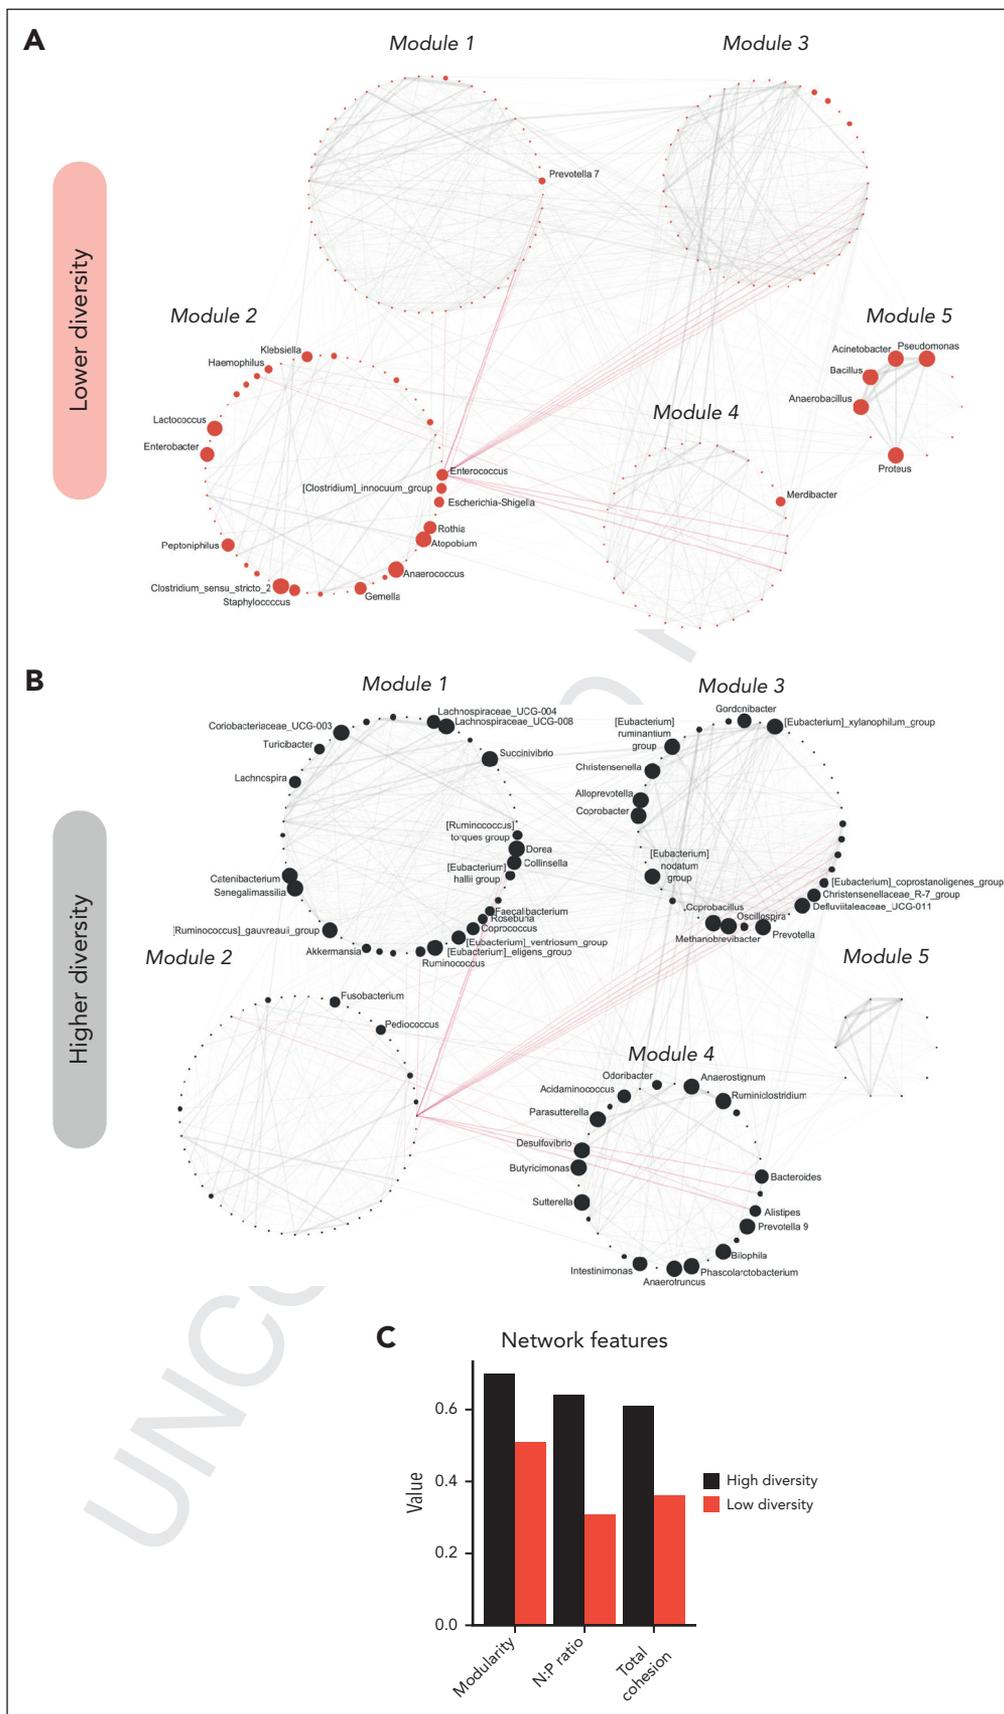 A
Module 1
Module 3
Prevotella 7
Lower diversity
Module 2
Module 5
Klebsiella
Haemophilus
Acinetobacter
Pseudomonas
Bacillus
Anaerobacillus
Module 4
Lactococcus
Enterobacter
Proteus
Enterococcus
[Clostridium]_innocuum_group
Escherichia-Shigella
Merdibacter
Rothia
Atopobium
Peptoniphilus
Anaerococcus
Clostridium_sensu_stricto_2
Staphyloccccus
Gemella
B
Module 1
Module 3
Lachnospiraceae_UCG-004
Lachnospiraceae_UCG-008
Coriobacteriaceae_UCG-003
Turicibacter
Succinivibrio
Lachnospira
Gordonibacter
[Eubacterium]_xylanophilum_group
[Eubacterium]
ruminantium
group
Christensenella
Alloprevotella
Coprobacter
[Ruminococcus]
torques group
Dorea
Collinsella
[Eubacterium]
hallii group
[Eubacterium]
nodatum
group
Catenibacterium
Senegalimassilia
Faecalibacterium
Roseburia
Coprococcus
[Eubacterium]_coprostanoligenes_group
Christensenellaceae_R-7_group
Defluviitaleaceae_UCG-011
Coprobacillus
Oscillospira
Methanobrevibacter
Prevotella
[Ruminococcus]_gauvreauii_group
[Eubacterium]_ventriosum_group
[Eubacterium]_eligens_group
Akkermansia
Ruminococcus
Higher diversity
Module 2
Module 5
Fusobacterium
Pediococcus
Module 4
Odoribacter
Anaerostignum
Acidaminococcus
Ruminiclostridium
Parasutterella
Desulfovibrio
Butyricimonas
Bacteroides
Sutterella
Alistipes
Prevotella 9
Bilophila
Intestinimonas
Phascolarctobacterium
Anaerotruncus
C
Network features
0.6
0.4
0.2
0.0
Value
High diversity
Low diversity
Modularity
N:P ratio
Total
cohesion